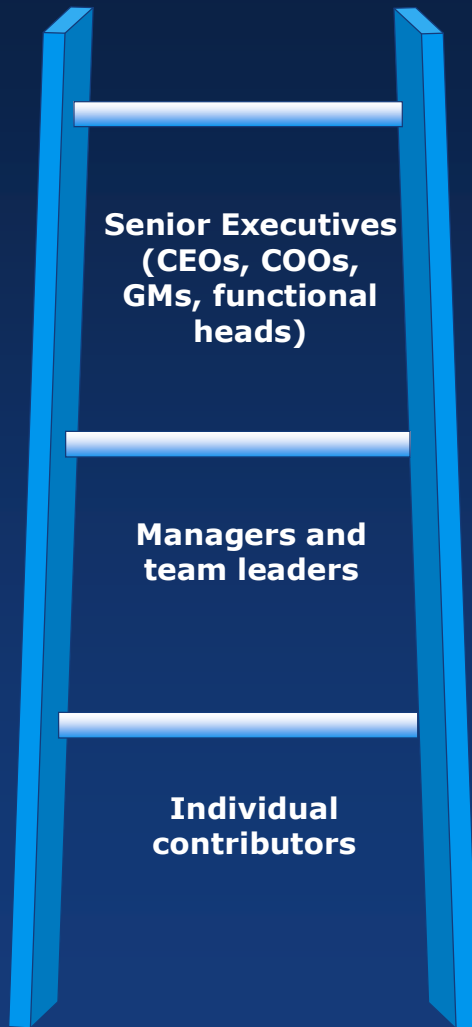 Senior Executives
(CEOs, COOs,
GMs, functional
heads)
Managers and
team leaders
Individual
contributors